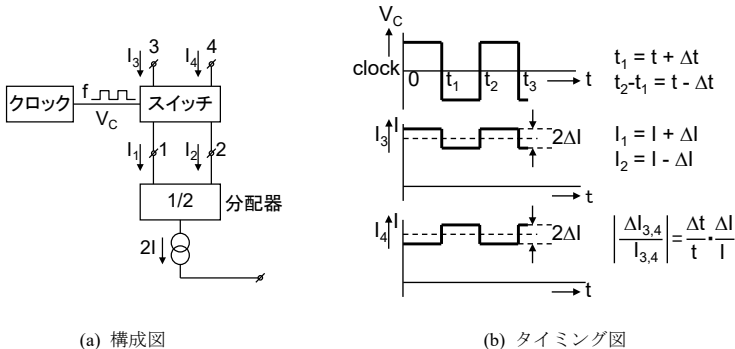 3
4
I3
I4
f
クロック
スイッチ
VC
I1
1
I2
2
1/2
分配器
2I
(a) 構成図
VC
clock
0
t1
t2
t3
t
t1 = t + Δt
t2-t1 = t - Δt
I3
I
2ΔI
t
I1 = I + ΔI
I2 = I - ΔI
I4
I
2ΔI
t
|ΔI3,4/I3,4| = Δt/t · ΔI/I
(b) タイミング図